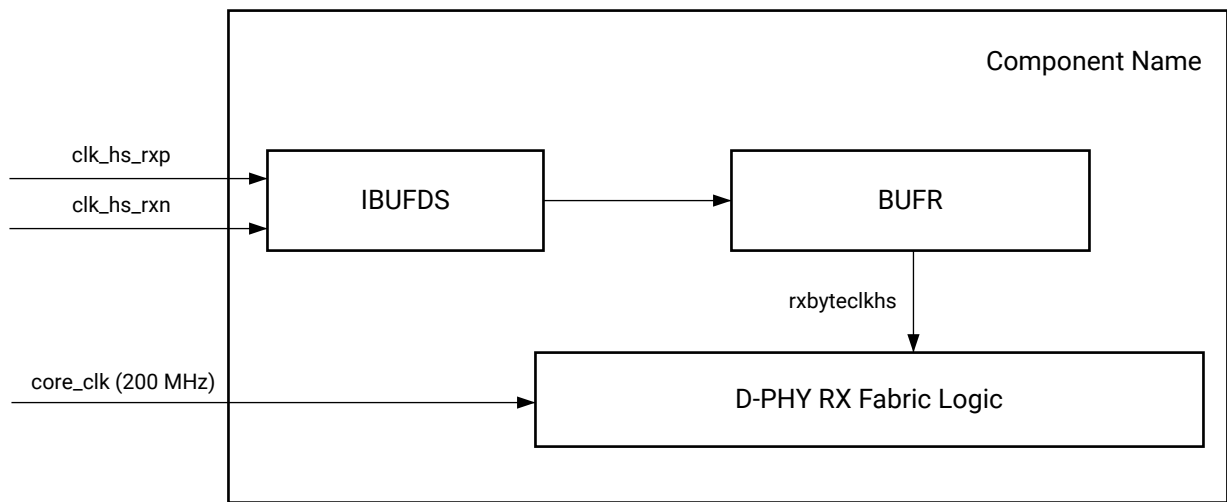 Component Name
clk_hs_rxp
clk_hs_rxn
IBUFDS
BUFR
rxbyteclkhs
core_clk (200 MHz)
D-PHY RX Fabric Logic